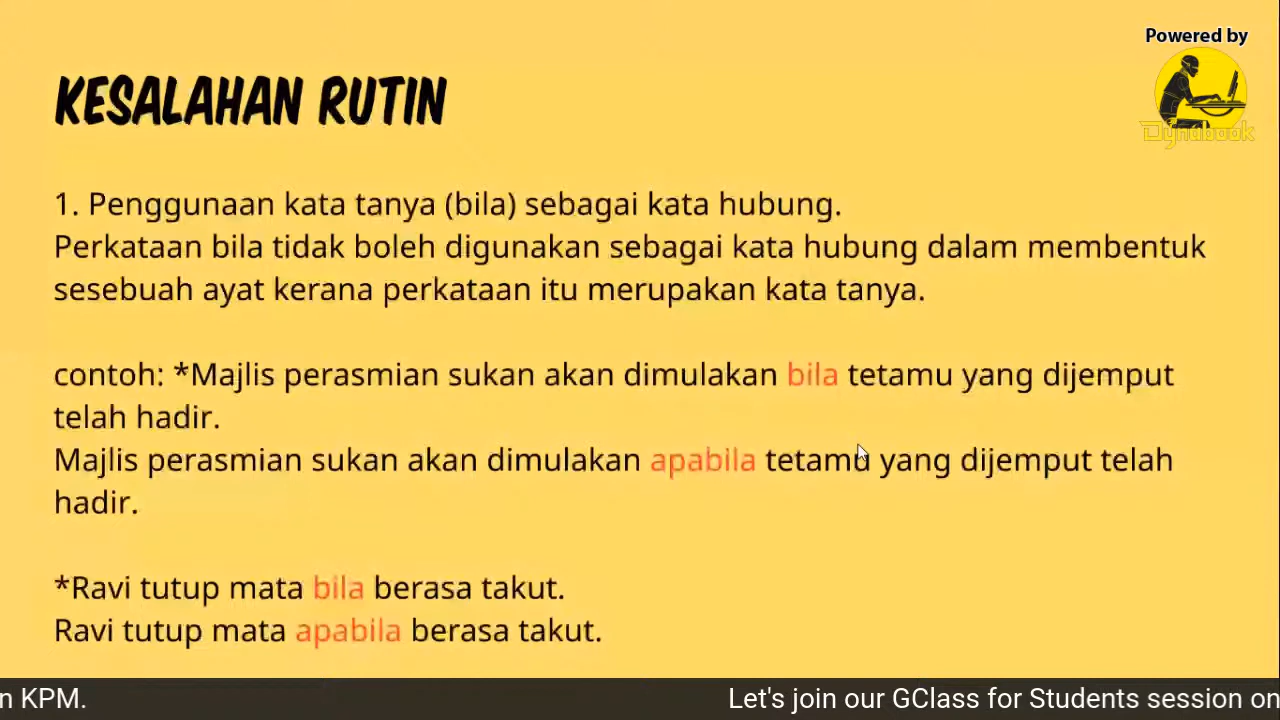 Powered by
Dynabook
KESALAHAN RUTIN
1. Penggunaan kata tanya (bila) sebagai kata hubung.
Perkataan bila tidak boleh digunakan sebagai kata hubung dalam membentuk
sesebuah ayat kerana perkataan itu merupakan kata tanya.
contoh: *Majlis perasmian sukan akan dimulakan bila tetamu yang dijemput
telah hadir.
Majlis perasmian sukan akan dimulakan apabila tetamu yang dijemput telah
hadir.
*Ravi tutup mata bila berasa takut.
Ravi tutup mata apabila berasa takut.
n KPM. Let's join our GClass for Students session on